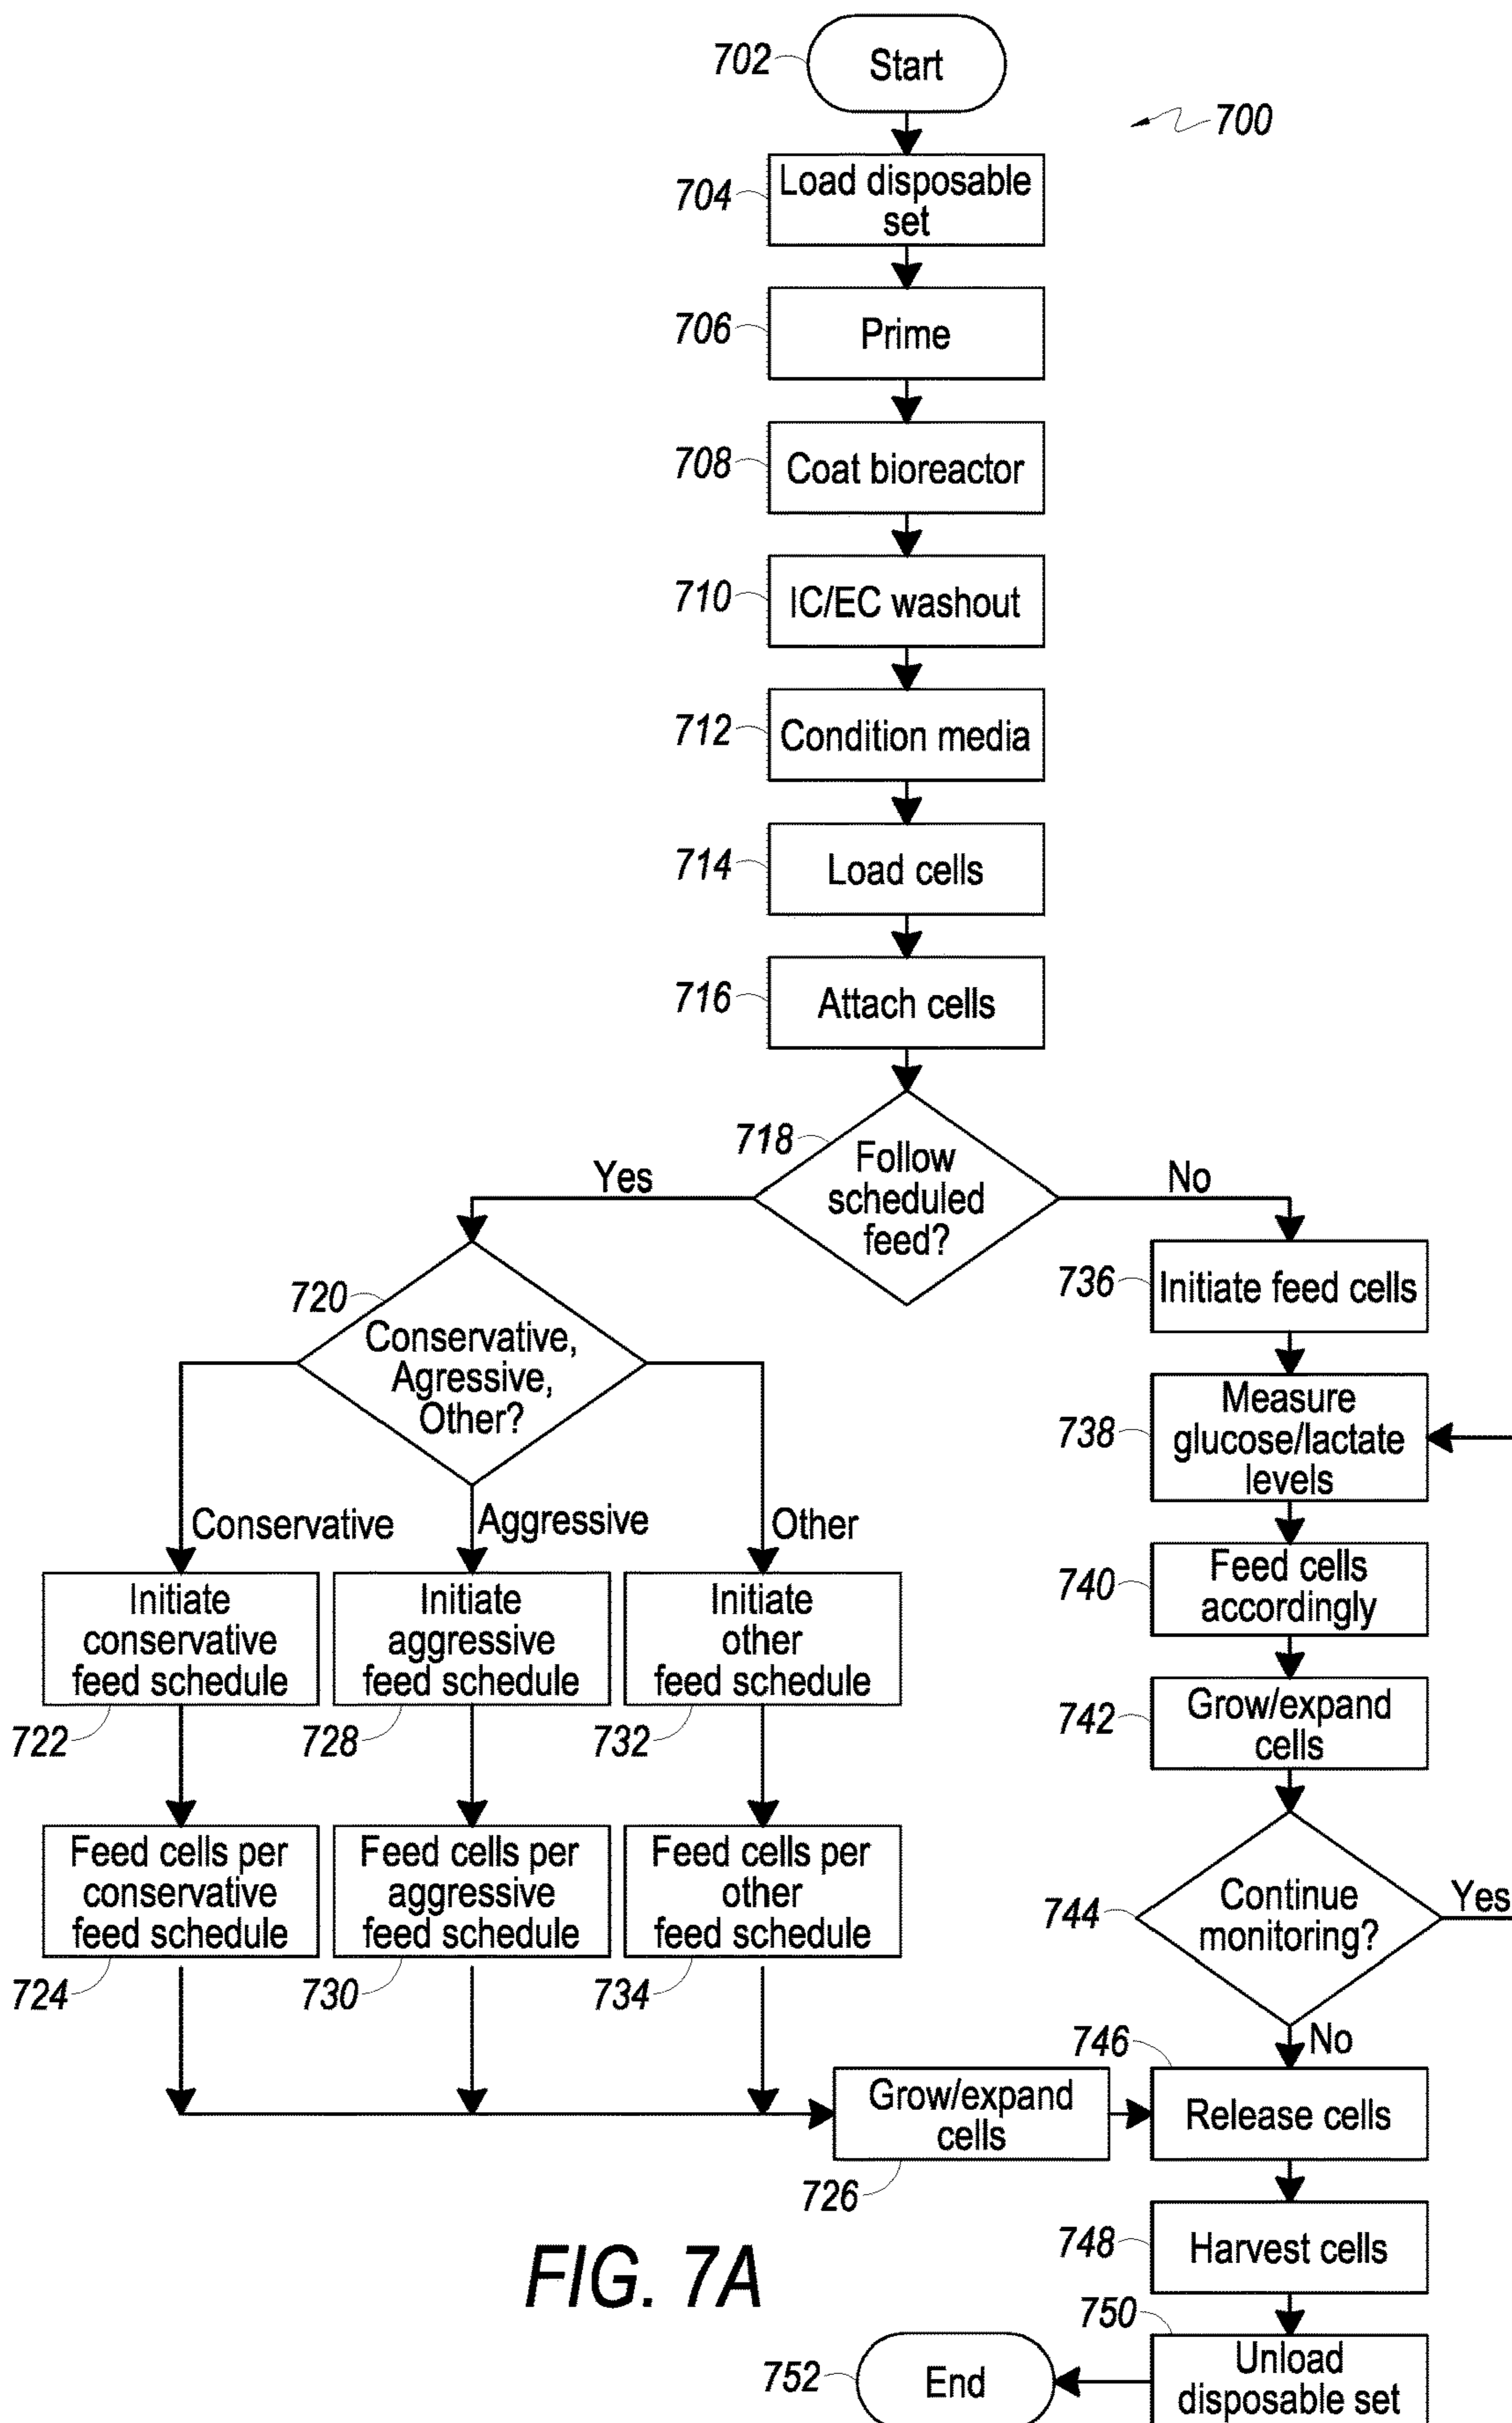 702
Start
700
704
Load disposable
set
706
Prime
708
Coat bioreactor
710
IC/EC washout
712
Condition media
714
Load cells
716
Attach cells
718
Follow
scheduled
feed?
Yes
No
720
Conservative,
Agressive,
Other?
Conservative
Aggressive
Other
Initiate
conservative
feed schedule
722
Initiate
aggressive
feed schedule
728
Initiate
other
feed schedule
732
Feed cells per
conservative
feed schedule
724
Feed cells per
aggressive
feed schedule
730
Feed cells per
other
feed schedule
734
Grow/expand
cells
726
736
Initiate feed cells
738
Measure
glucose/lactate
levels
740
Feed cells
accordingly
742
Grow/expand
cells
744
Continue
monitoring?
Yes
No
746
Release cells
748
Harvest cells
750
Unload
disposable set
752
End
FIG. 7A